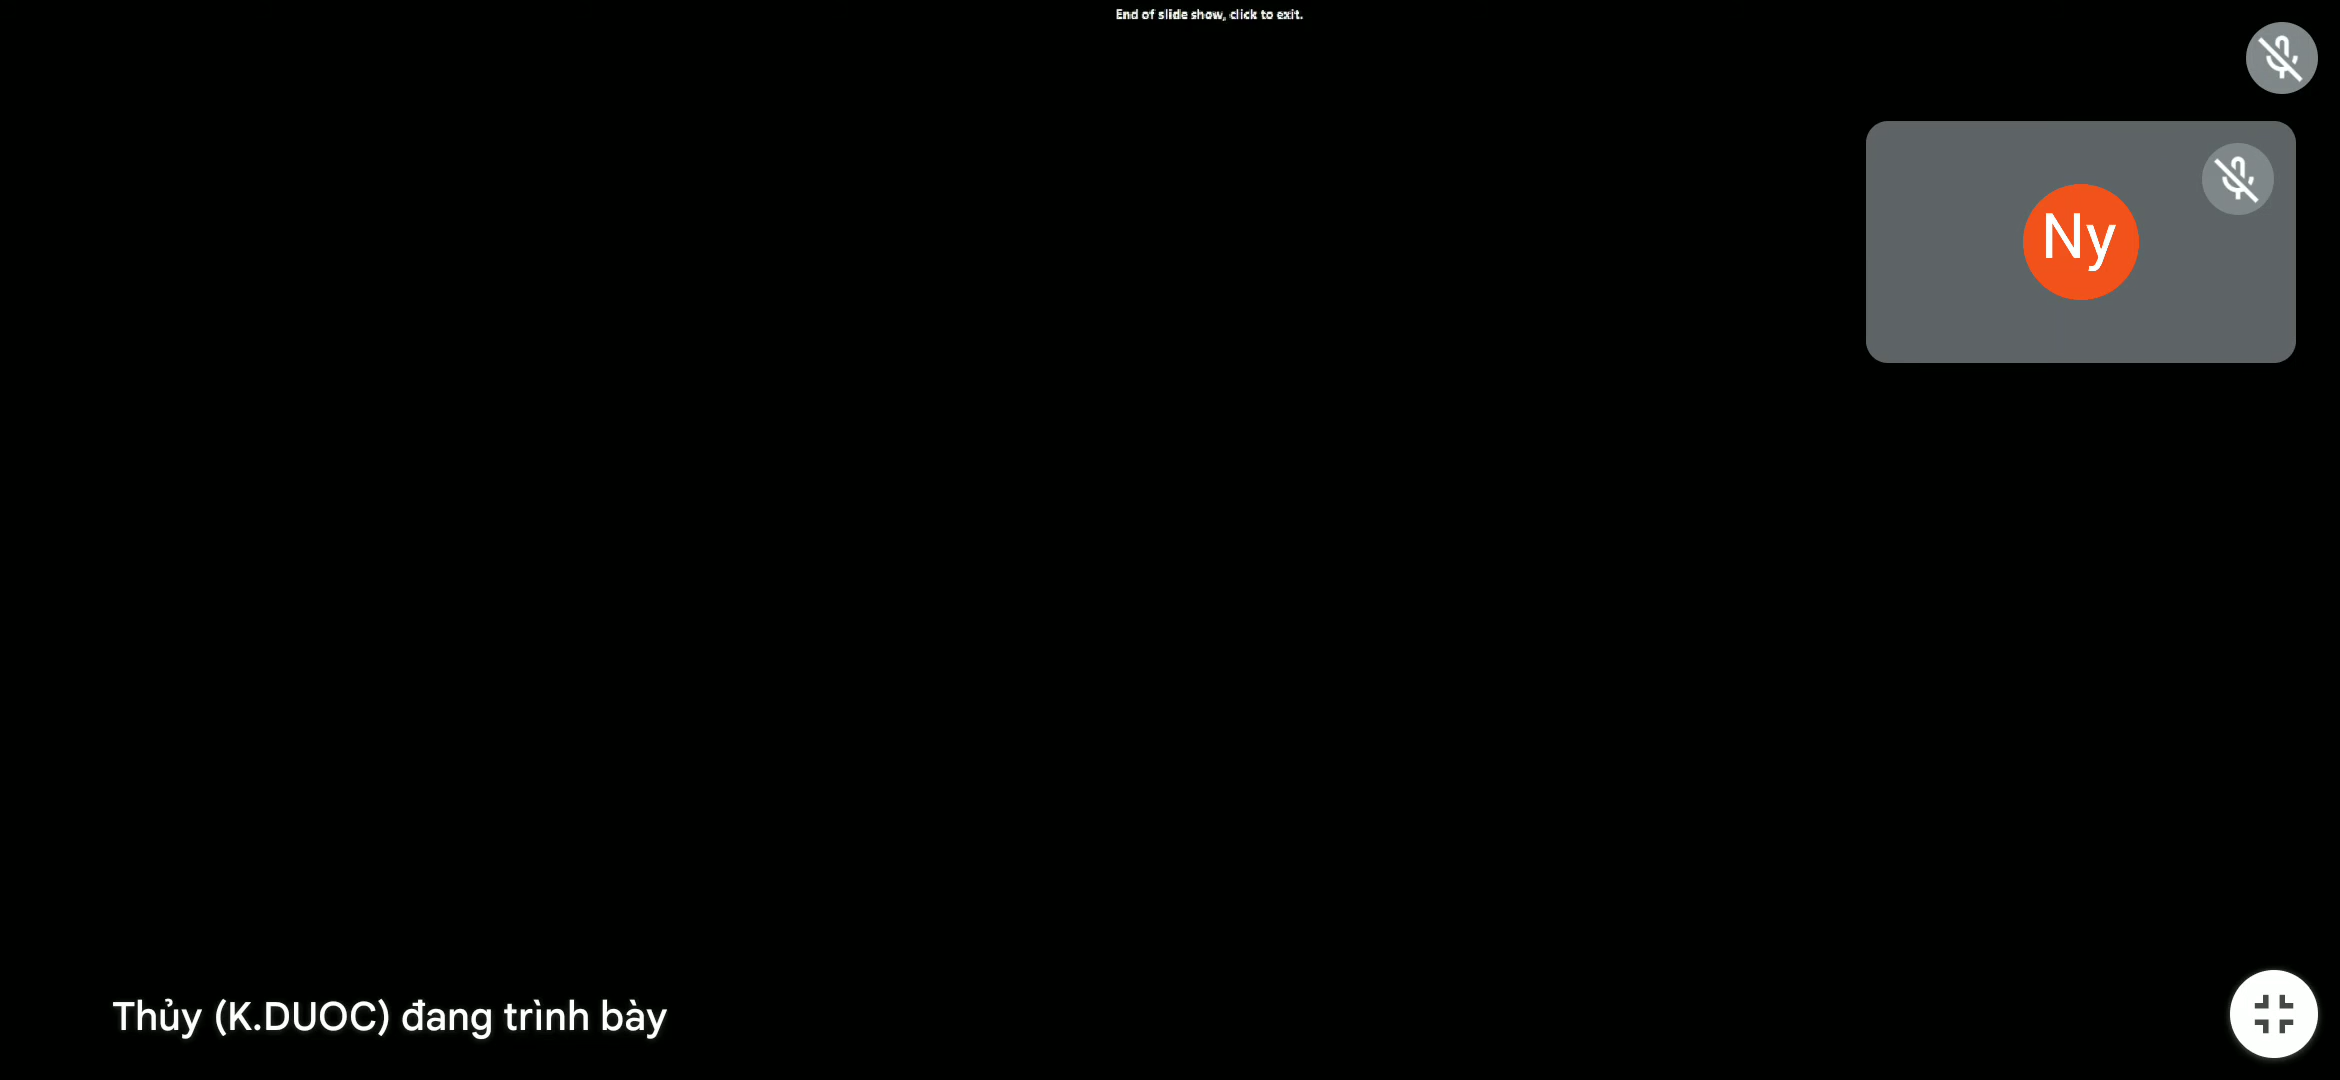 End of slide show, click to exit.
Ny
Thủy (K.DUOC) đang trình bày